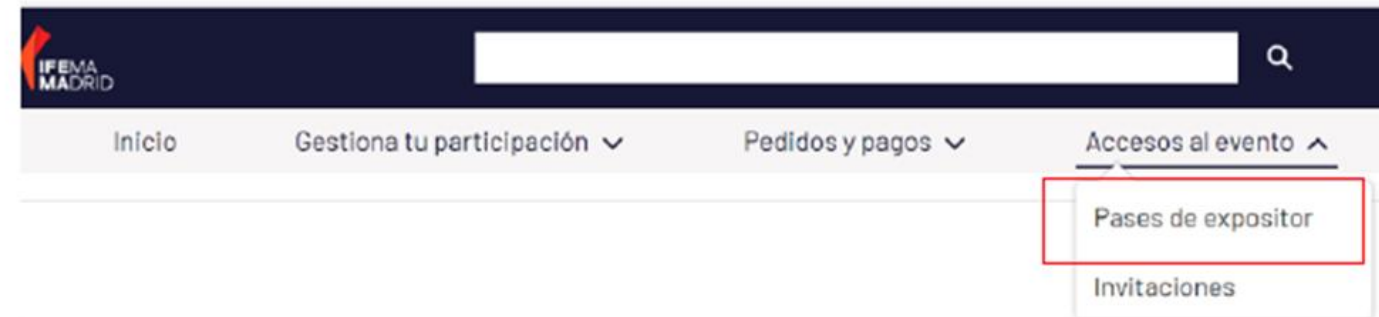 IFEMA
MADRID
Inicio Gestiona tu participación Pedidos y pagos Accesos al evento
Pases de expositor
Invitaciones